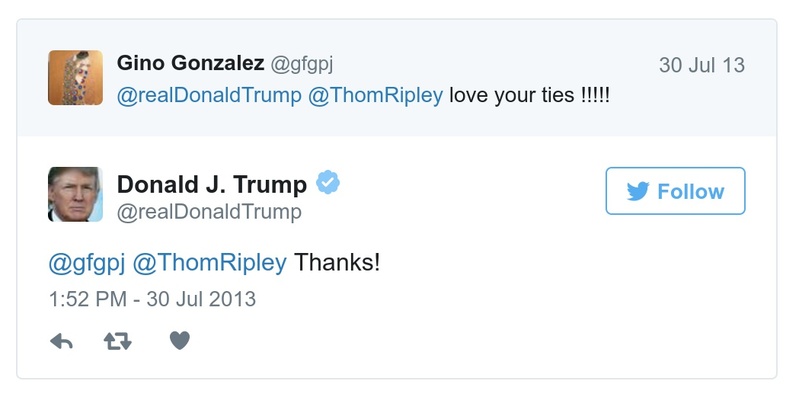 Gino Gonzalez @gfgpj 30 Jul 13
@realDonaldTrump @ThomRipley love your ties !!!!!
Donald J. Trump Follow
@realDonaldTrump
@gfgpj @ThomRipley Thanks!
1:52 PM - 30 Jul 2013